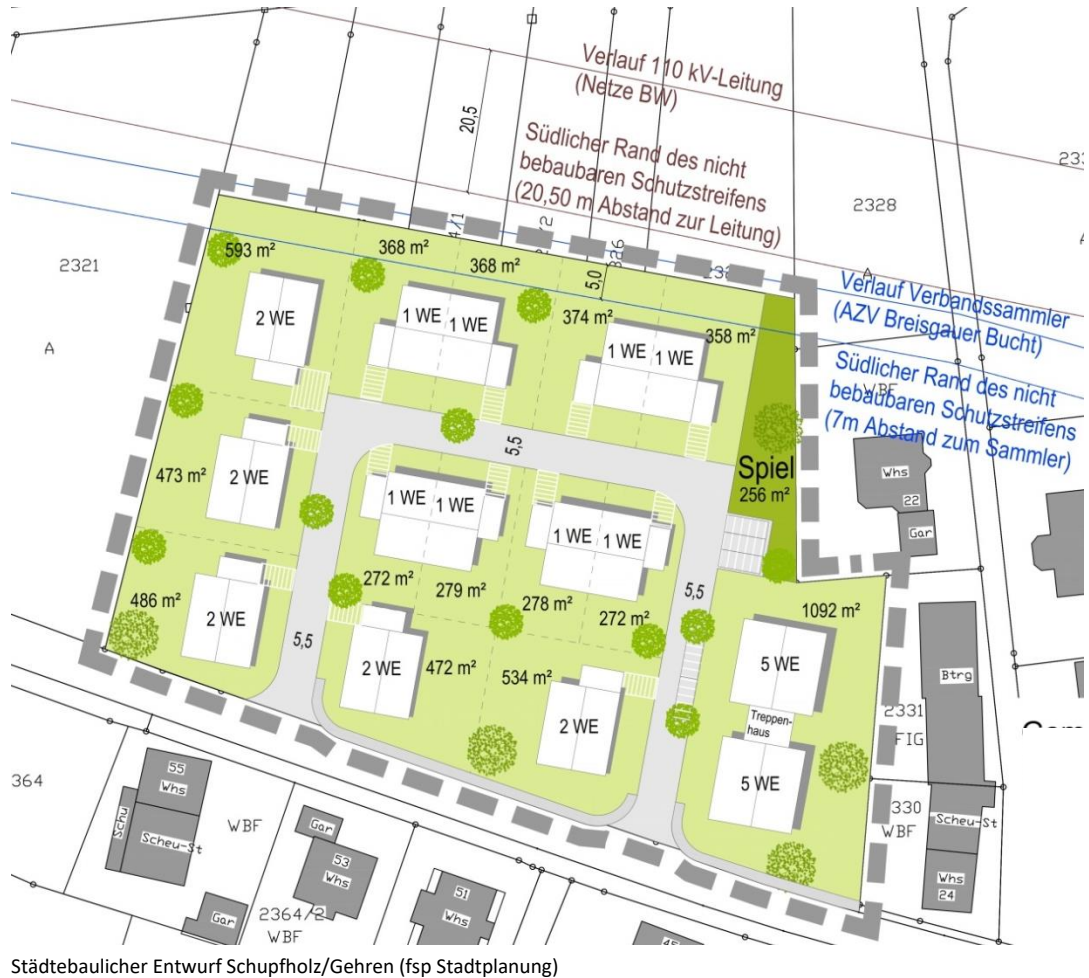 Verlauf 110 kV-Leitung
(Netze BW)
20,5
Südlicher Rand des nicht
bebaubaren Schutzstreifens
(20,50 m Abstand zur Leitung)
2328
2321
A
A
593 m²
368 m²
368 m²
5,0
374 m²
358 m²
Verlauf Verbandssammler
(AZV Breisgauer Bucht)
Südlicher Rand des nicht
bebaubaren Schutzstreifens
(7m Abstand zum Sammler)
WBF
2 WE
1 WE
1 WE
1 WE
1 WE
5,5
Spiel
256 m²
Whs
22
Gar
473 m²
2 WE
1 WE
1 WE
1 WE
1 WE
486 m²
2 WE
272 m²
279 m²
278 m²
272 m²
5,5
1092 m²
5,5
2 WE
472 m²
534 m²
2 WE
5 WE
Treppen-
haus
5 WE
Btrg
2331
FIG
330
WBF
Scheu-St
Whs
24
364
55
Whs
Schu
Scheu-St
WBF
Gar
53
Whs
Gar
2364/2
WBF
51
Whs
Städtebaulicher Entwurf Schupfholz/Gehren (fsp Stadtplanung)